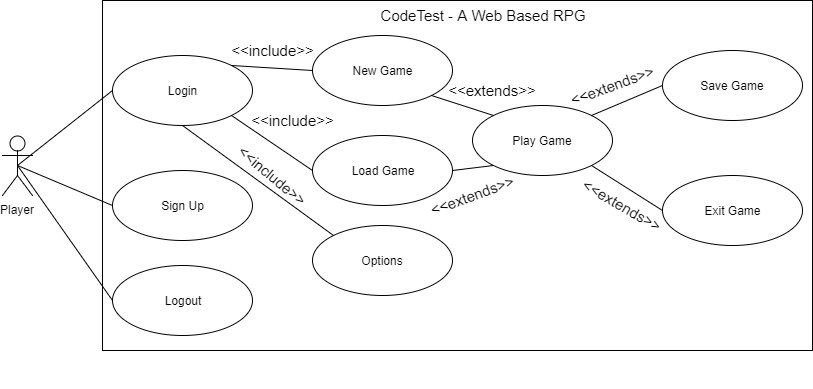 CodeTest - A Web Based RPG
<<include>>
New Game
<<extends>>
<<extends>>
Save Game
Login
<<include>>
Play Game
<<include>>
Load Game
<<extends>>
<<extends>>
Player
Sign Up
Exit Game
Options
Logout